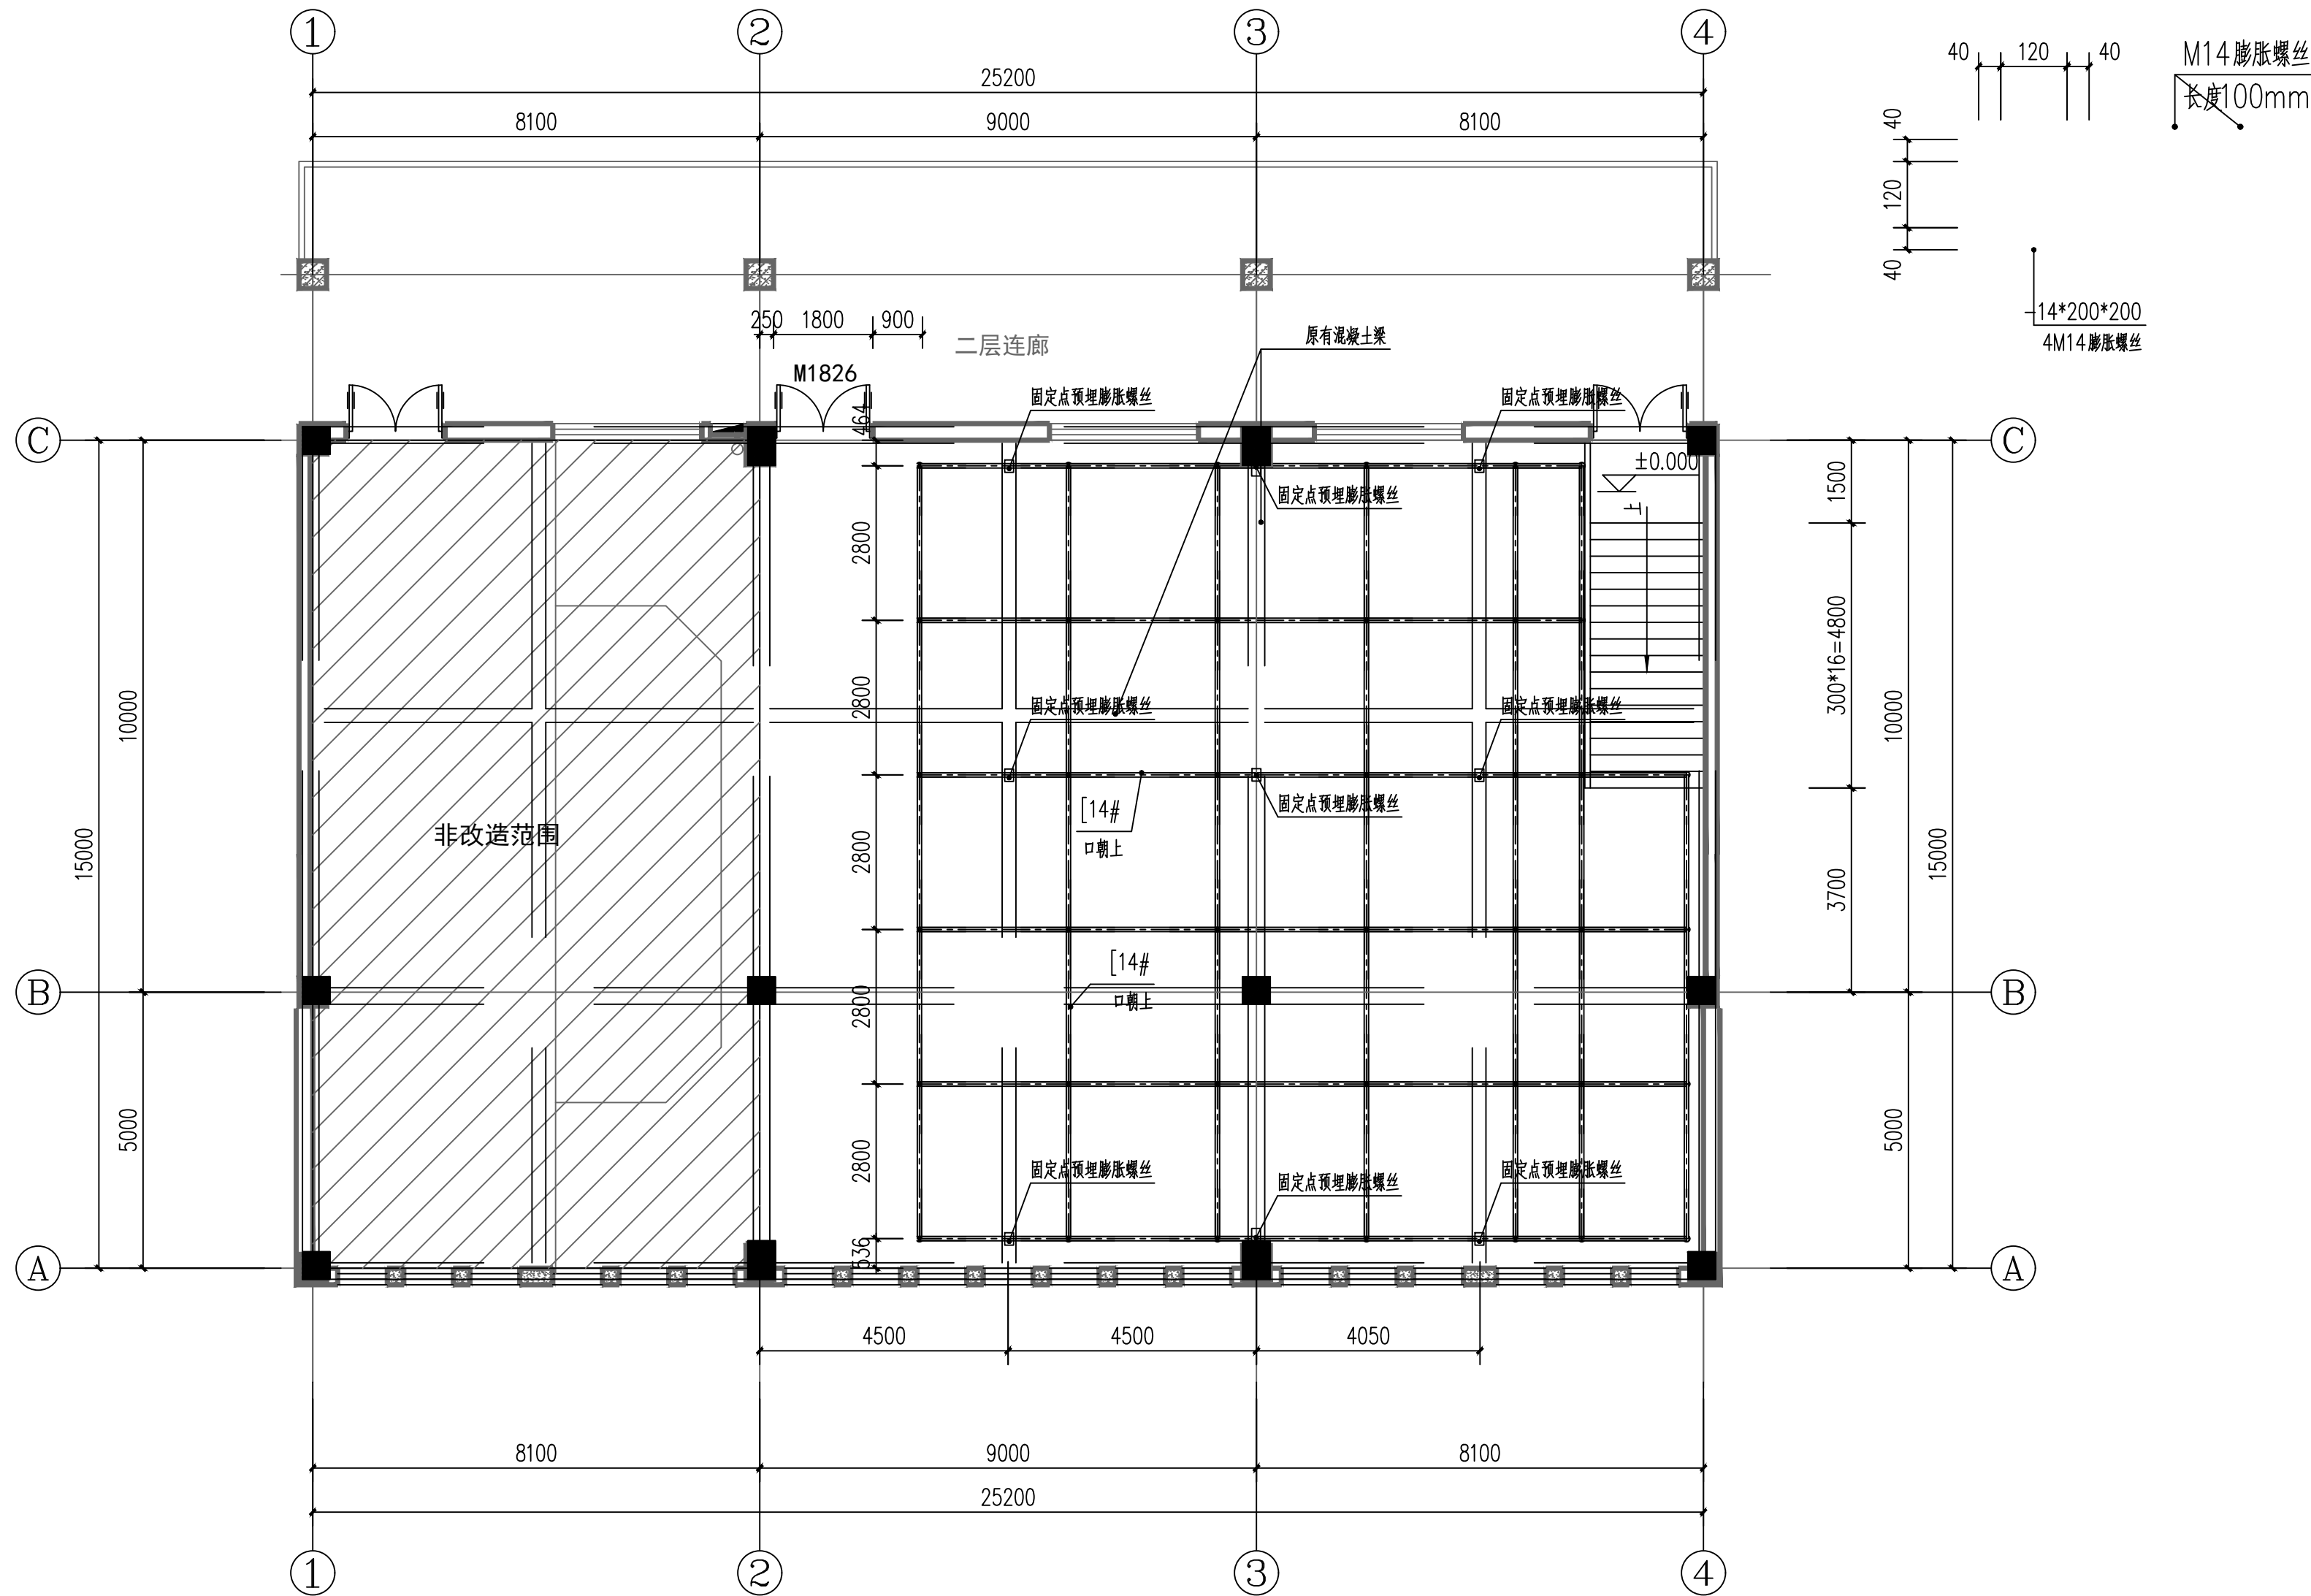 1
2
3
4
25200
8100
9000
8100
40
120
40
M14膨胀螺丝
长度100mm
40
120
40
-14*200*200
4M14膨胀螺丝
250
1800
900
二层连廊
原有混凝土梁
M1826
固定点预埋膨胀螺丝
固定点预埋膨胀螺丝
464
C
C
±0.000
固定点预埋膨胀螺丝
上
1500
2800
300*16=4800
2800
固定点预埋膨胀螺丝
固定点预埋膨胀螺丝
10000
10000
固定点预埋膨胀螺丝
[14#
口朝上
非改造范围
15000
2800
3700
15000
[14#
口朝上
B
B
2800
5000
5000
2800
固定点预埋膨胀螺丝
固定点预埋膨胀螺丝
固定点预埋膨胀螺丝
536
A
A
4500
4500
4050
8100
9000
8100
25200
1
2
3
4